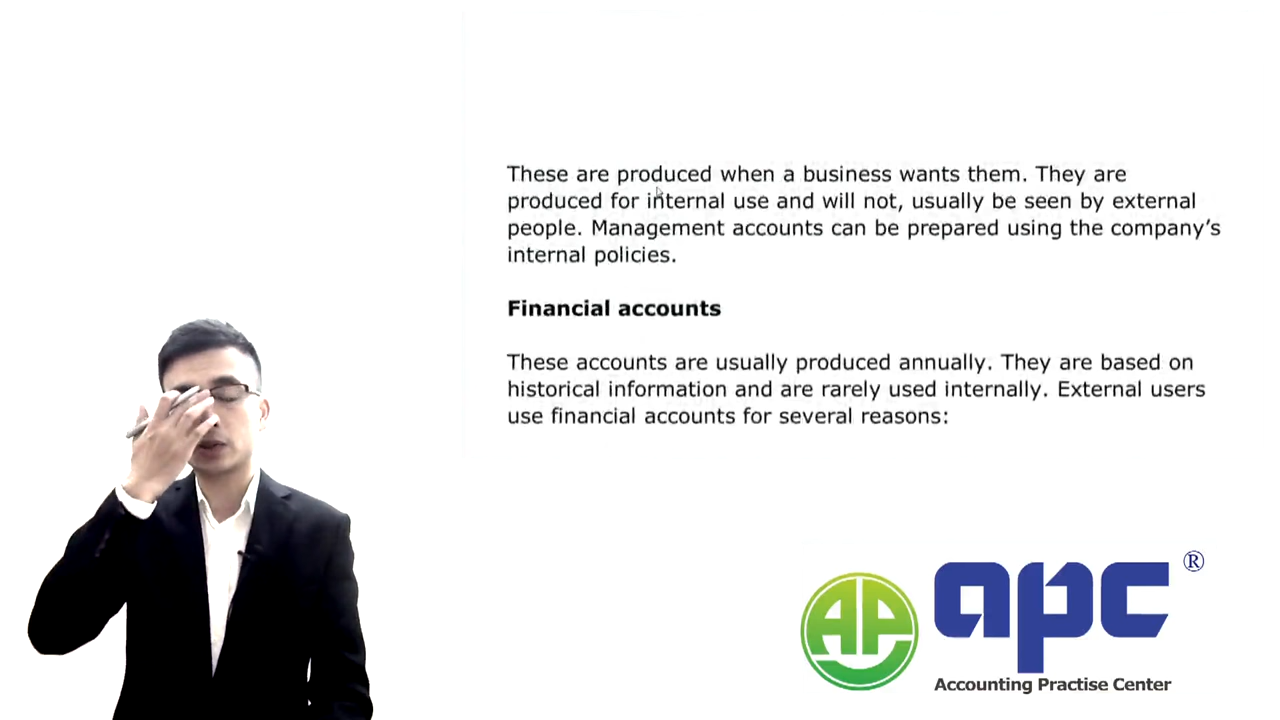 These are produced when a business wants them. They are
produced for internal use and will not, usually be seen by external
people. Management accounts can be prepared using the company's
internal policies.
Financial accounts
These accounts are usually produced annually. They are based on
historical information and are rarely used internally. External users
use financial accounts for several reasons:
AP
apc ®
Accounting Practise Center